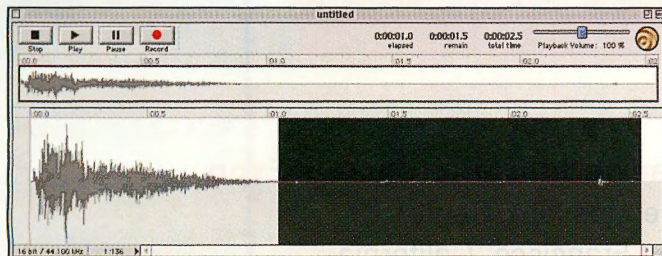 untitled
0:00:01.0 0:00:01.5 0:00:02.5
Stop Play Pause Record elapsed remain total time Playback Volume: 100 %
:00.0 :00.5 :01.0 :01.5 :02.0 :02
:00.0 :00.5 :01.0 :01.5 :02.0 :02.5
16 bit / 44.100 kHz 1:136